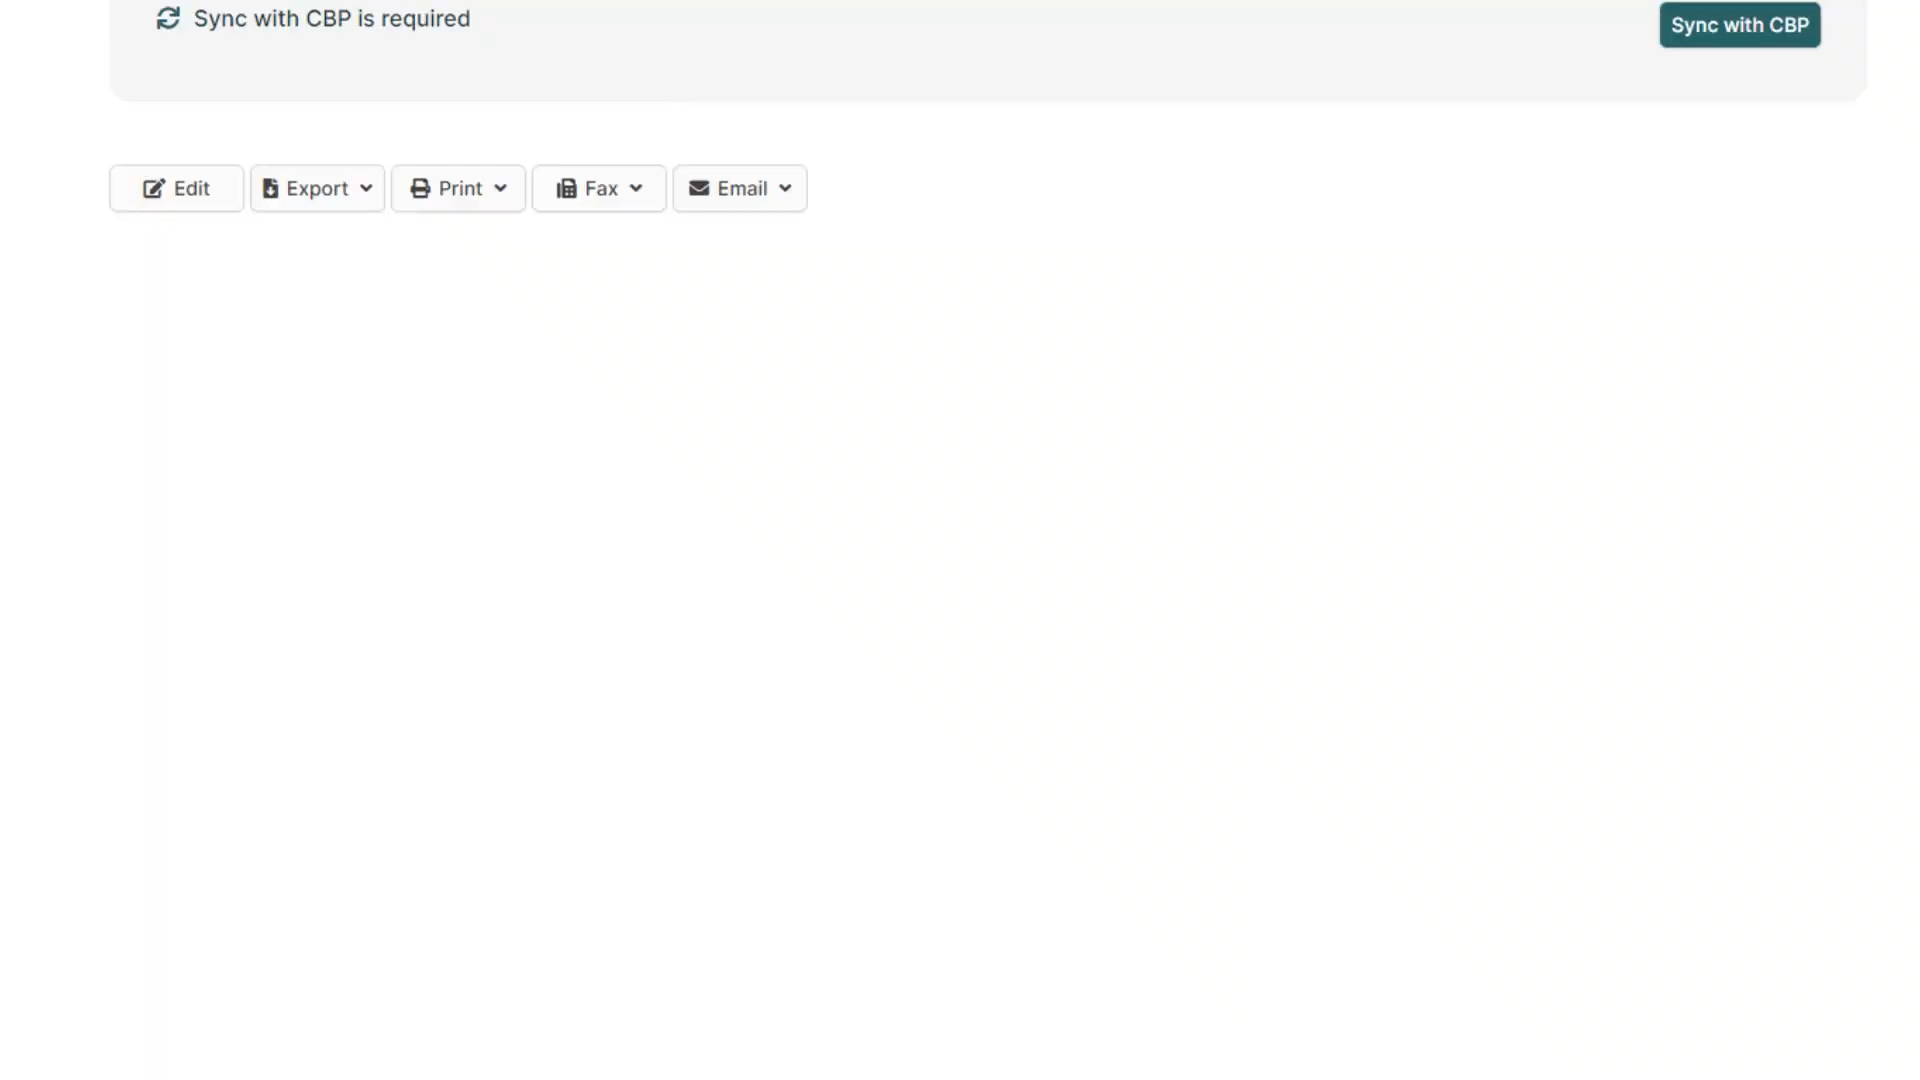 Sync with CBP is required
Sync with CBP
Edit
Export
Print
Fax
Email